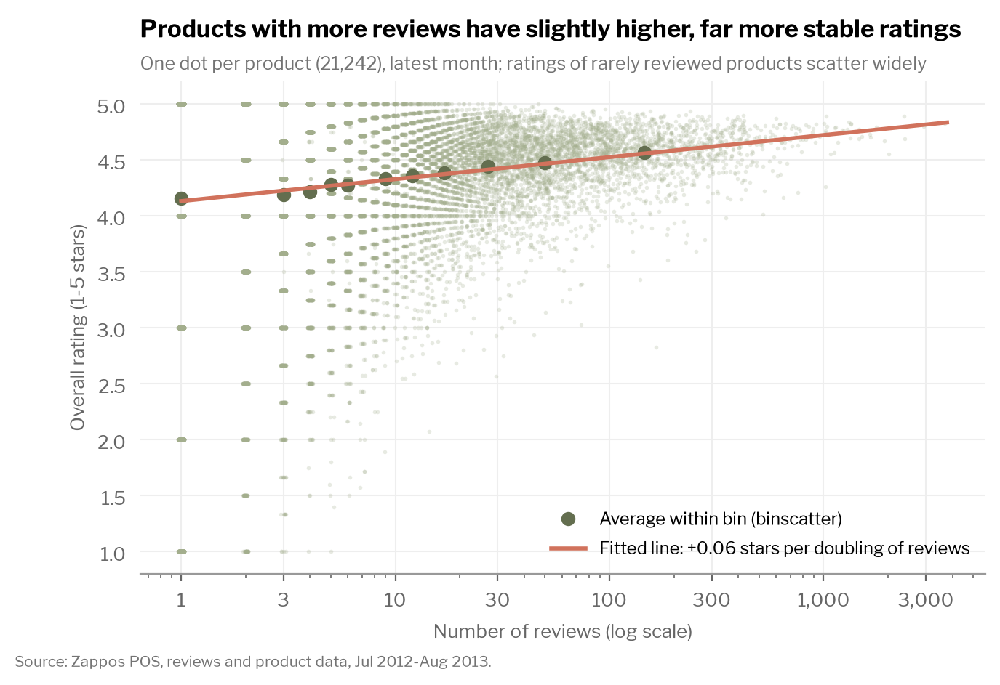 Products with more reviews have slightly higher, far more stable ratings
One dot per product (21,242), latest month; ratings of rarely reviewed products scatter widely
Overall rating (1-5 stars)
5.0
4.5
4.0
3.5
3.0
2.5
2.0
1.5
1.0
Average within bin (binscatter)
Fitted line: +0.06 stars per doubling of reviews
1 3 10 30 100 300 1,000 3,000
Number of reviews (log scale)
Source: Zappos POS, reviews and product data, Jul 2012-Aug 2013.